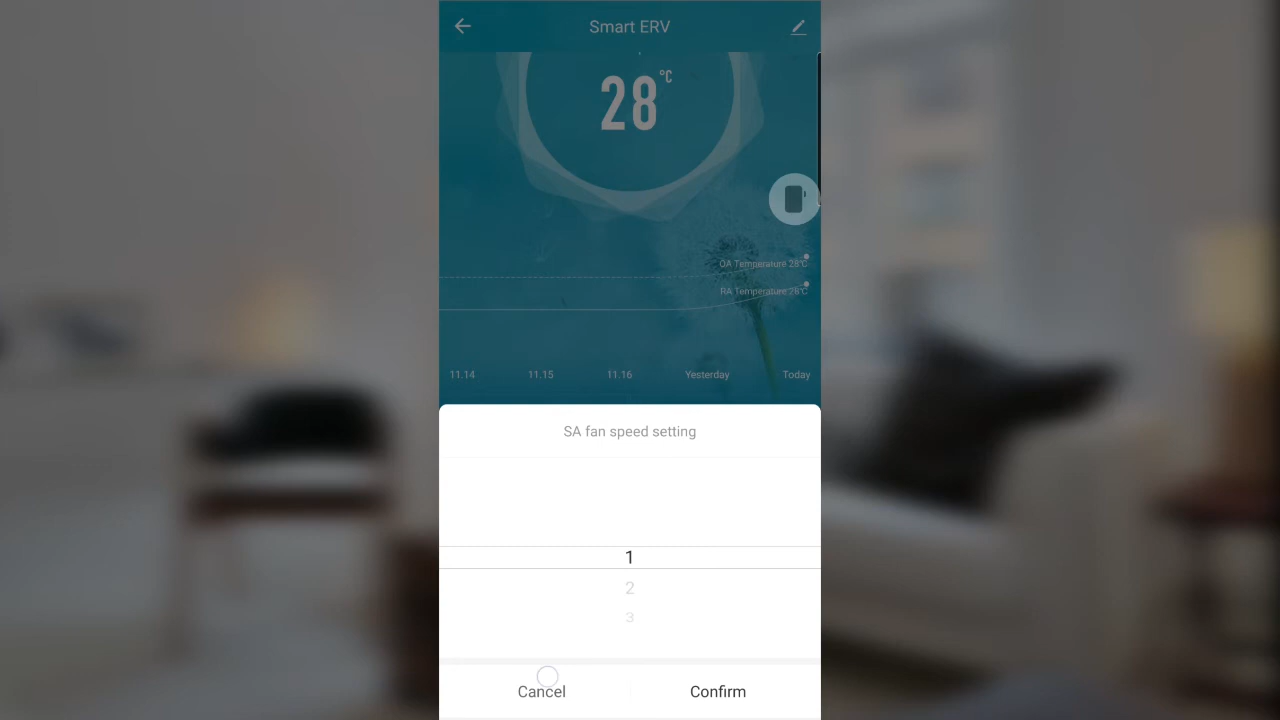 Smart ERV
28 °C
OA Temperature 28℃
RA Temperature 28℃
11.14 11.15 11.16 Yesterday Today
SA fan speed setting
1
2
3
Cancel Confirm